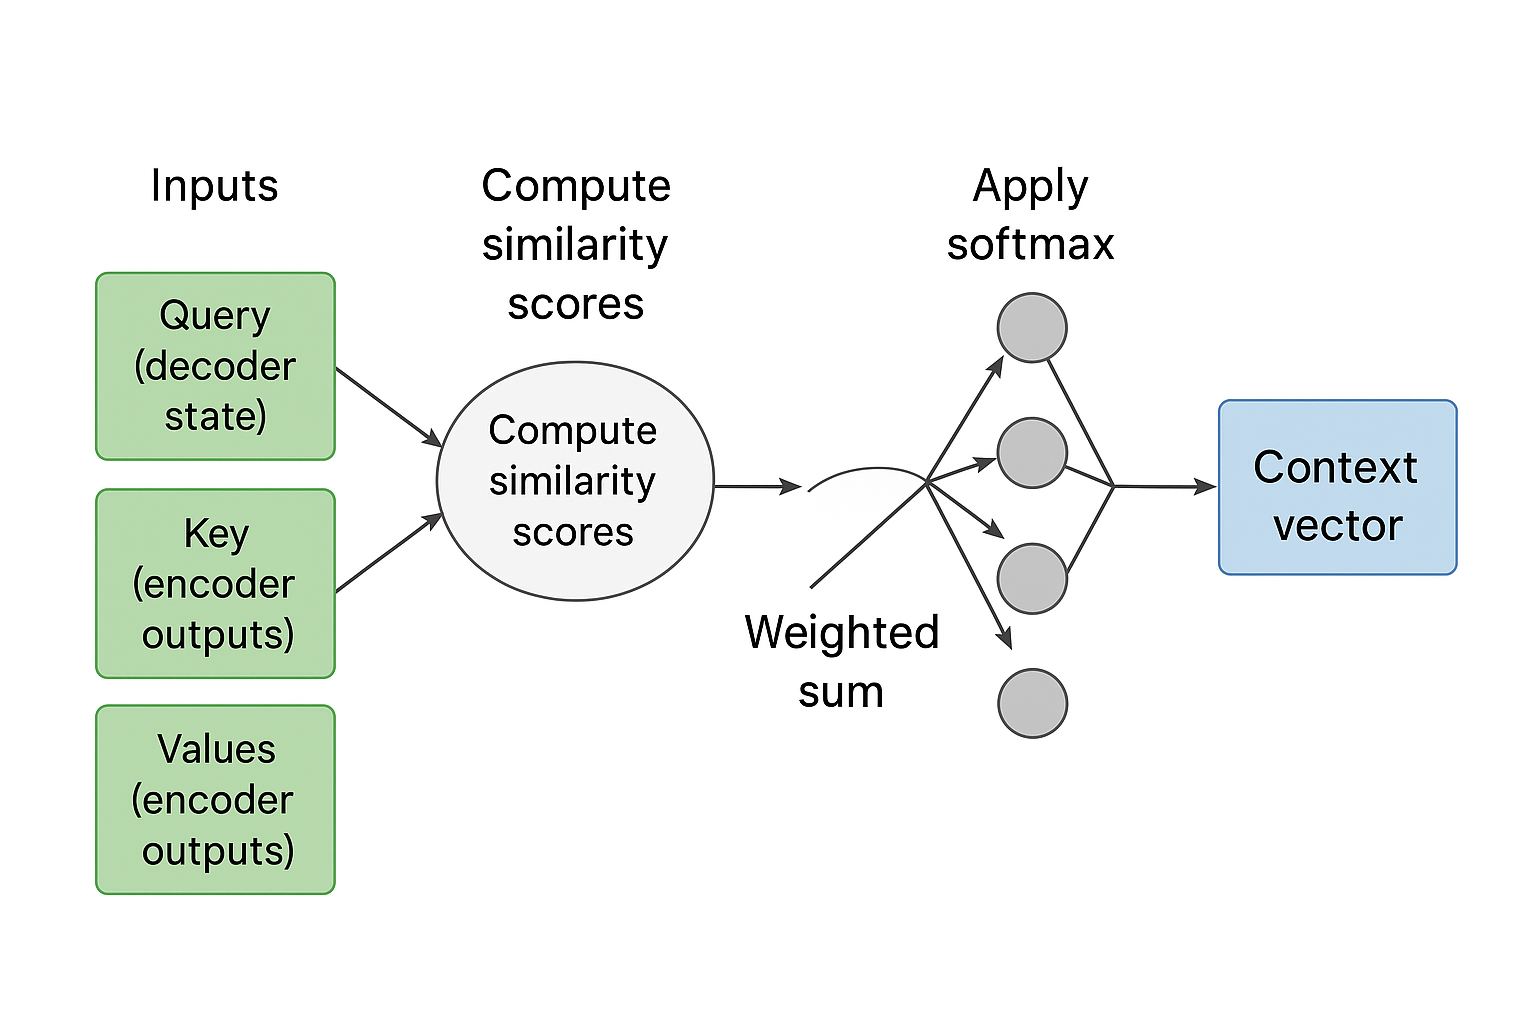 Inputs
Compute
similarity
scores
Apply
softmax
Query
(decoder
state)
Key
(encoder
outputs)
Values
(encoder
outputs)
Compute
similarity
scores
Weighted
sum
Context
vector